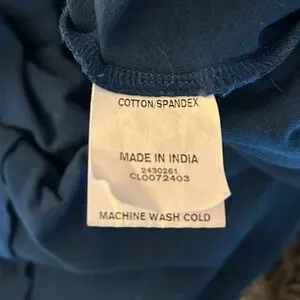 COTTON/SPANDEX
MADE IN INDIA
2430261
CL0072403
MACHINE WASH COLD